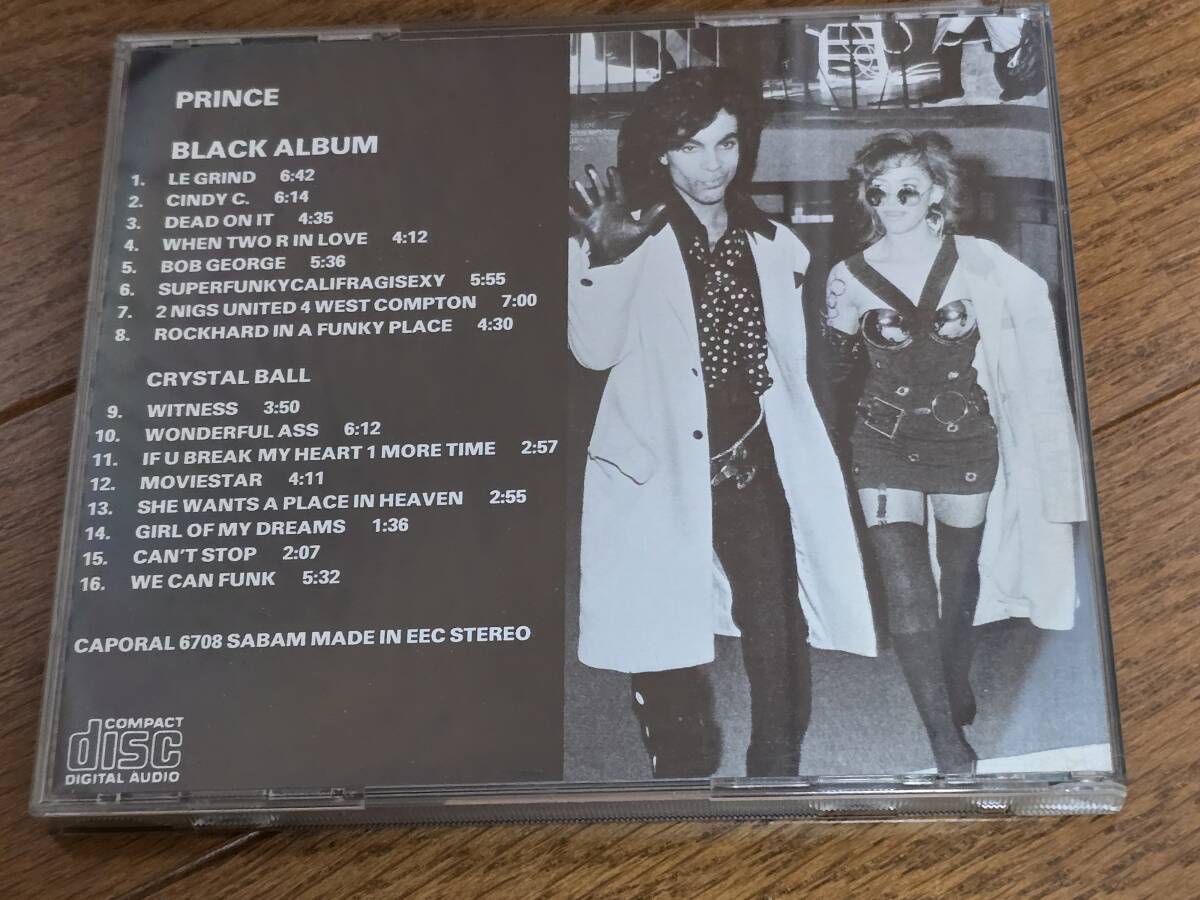 PRINCE
BLACK ALBUM
1. LE GRIND 6:42
2. CINDY C. 6:14
3. DEAD ON IT 4:35
4. WHEN TWO R IN LOVE 4:12
5. BOB GEORGE 5:36
6. SUPERFUNKYCALIFRAGISEXY 5:55
7. 2 NIGS UNITED 4 WEST COMPTON 7:00
8. ROCKHARD IN A FUNKY PLACE 4:30
CRYSTAL BALL
9. WITNESS 3:50
10. WONDERFUL ASS 6:12
11. IF U BREAK MY HEART 1 MORE TIME 2:57
12. MOVIESTAR 4:11
13. SHE WANTS A PLACE IN HEAVEN 2:55
14. GIRL OF MY DREAMS 1:36
15. CAN'T STOP 2:07
16. WE CAN FUNK 5:32
CAPORAL 6708 SABAM MADE IN EEC STEREO
COMPACT
disc
DIGITAL AUDIO